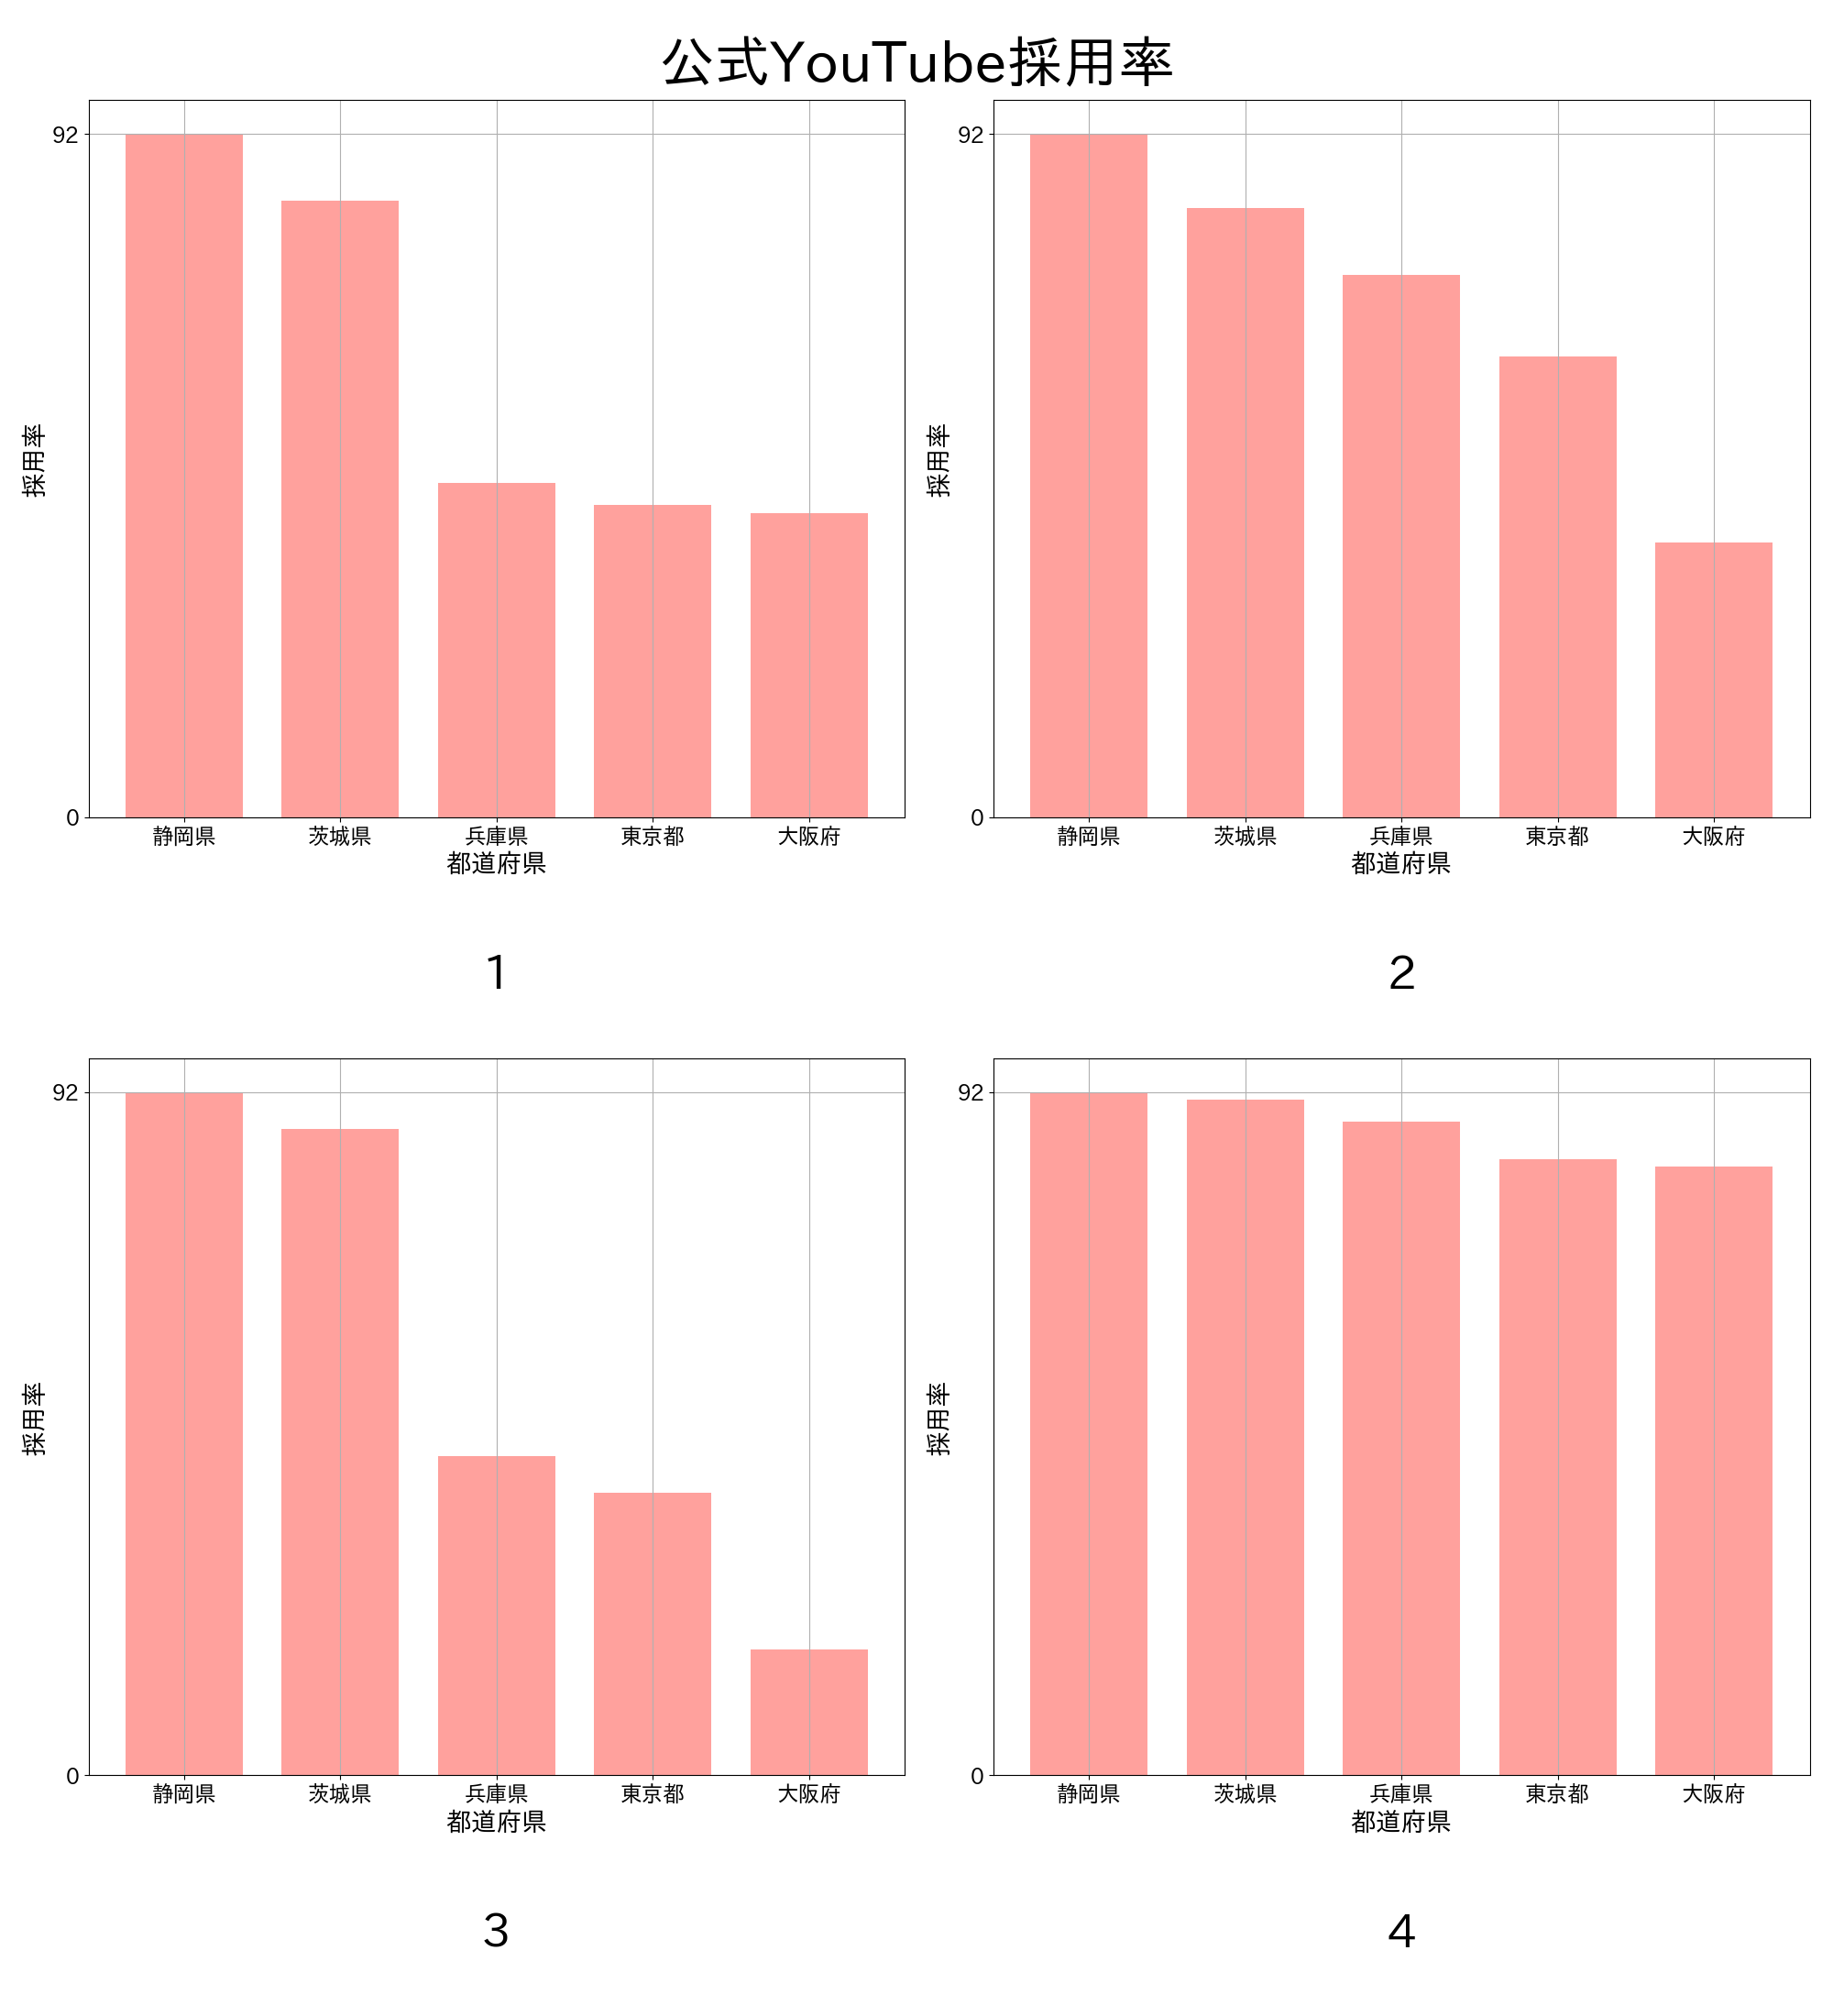 公式YouTube採用率
92
採用率
0
静岡県 茨城県 兵庫県 東京都 大阪府
都道府県
1
92
採用率
0
静岡県 茨城県 兵庫県 東京都 大阪府
都道府県
2
92
採用率
0
静岡県 茨城県 兵庫県 東京都 大阪府
都道府県
3
92
採用率
0
静岡県 茨城県 兵庫県 東京都 大阪府
都道府県
4